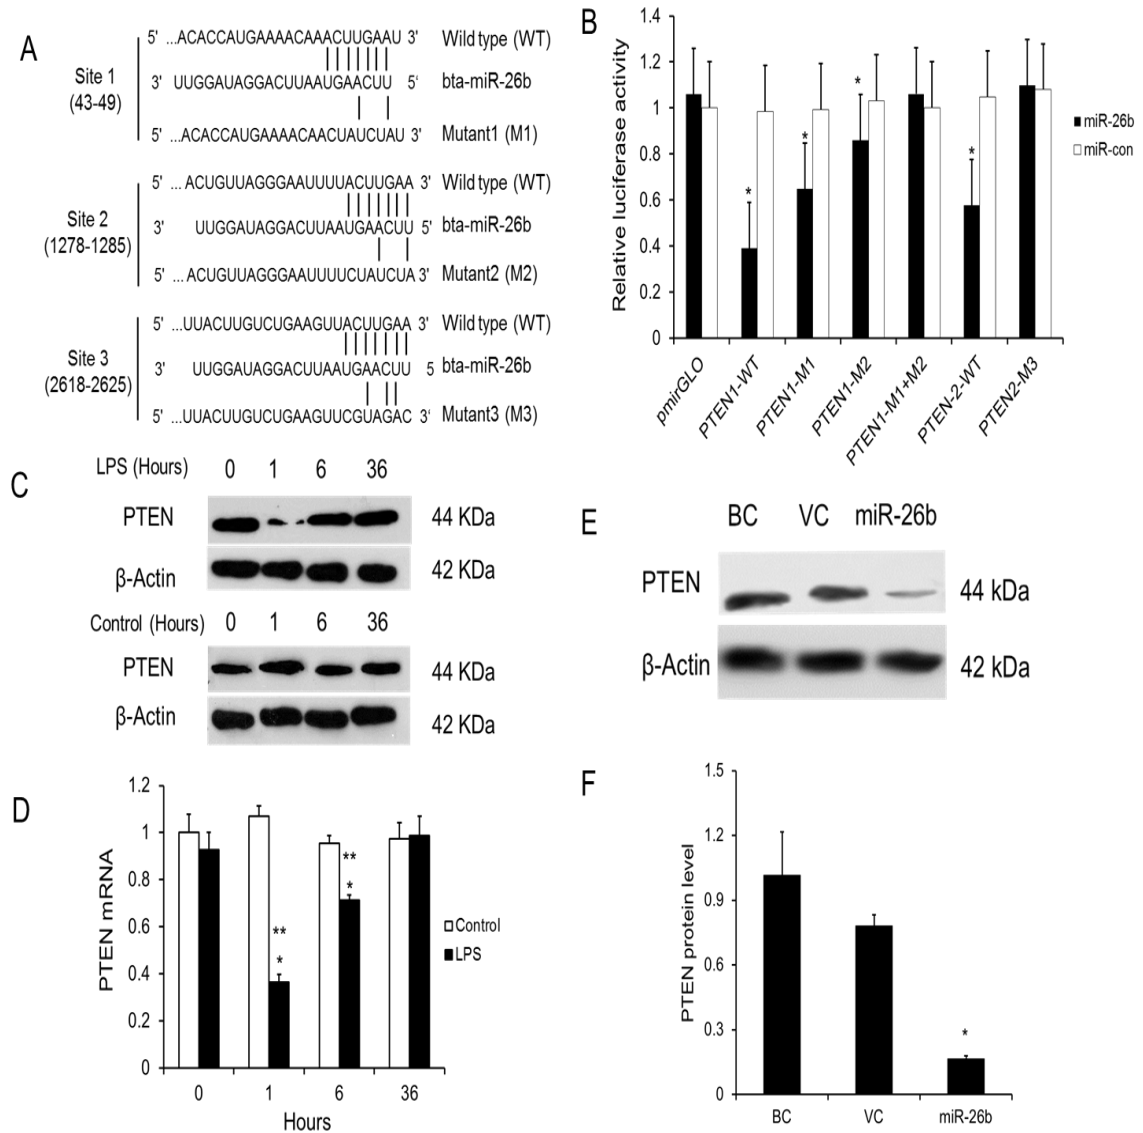 A
5' ...ACACCAUGAAAACAAACUUGAAU 3' Wild type (WT)
Site 1
(43-49)
3' UUGGAUAGGACUUAAUGAACUU 5' bta-miR-26b
5' ...ACACCAUGAAAACAACUAUCUAU 3' Mutant1 (M1)
5' ... ACUGUUAGGGAAUUUUACUUGAA 3' Wild type (WT)
Site 2
(1278-1285)
3' UUGGAUAGGACUUAAUGAACUU 5' bta-miR-26b
5' ... ACUGUUAGGGAAUUUUCUAUCUA 3' Mutant2 (M2)
5' ...UUACUUGUCUGAAGUUACUUGAA 3' Wild type (WT)
Site 3
(2618-2625)
3' UUGGAUAGGACUUAAUGAACUU 5 bta-miR-26b
5' ...UUACUUGUCUGAAGUUCGUAGAC 3' Mutant3 (M3)
B
Relative luciferase activity
1.4
1.2
1
0.8
0.6
0.4
0.2
0
* * * *
miR-26b
miR-con
pmirGLO
PTEN1-WT
PTEN1-M1
PTEN1-M2
PTEN1-M1+M2
PTEN-2-WT
PTEN2-M3
C
LPS (Hours) 0 1 6 36
PTEN 44 KDa
β-Actin 42 KDa
Control (Hours) 0 1 6 36
PTEN 44 KDa
β-Actin 42 KDa
D
PTEN mRNA
1.2
1
0.8
0.6
0.4
0.2
0
**
*
**
*
Control
LPS
0 1 6 36
Hours
E
BC VC miR-26b
PTEN 44 kDa
β-Actin 42 kDa
F
PTEN protein level
1.5
1.2
0.9
0.6
0.3
0
*
BC VC miR-26b